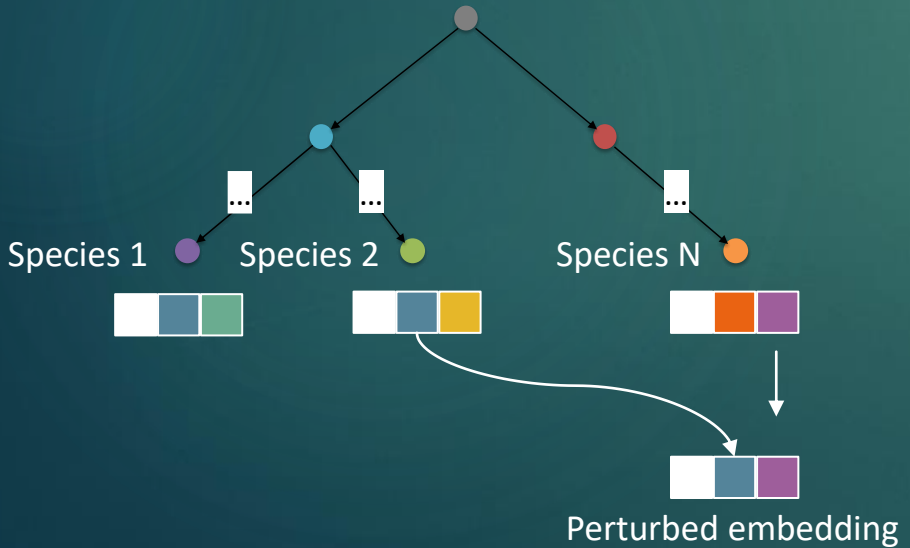 ...
...
...
Species 1
Species 2
Species N
Perturbed embedding